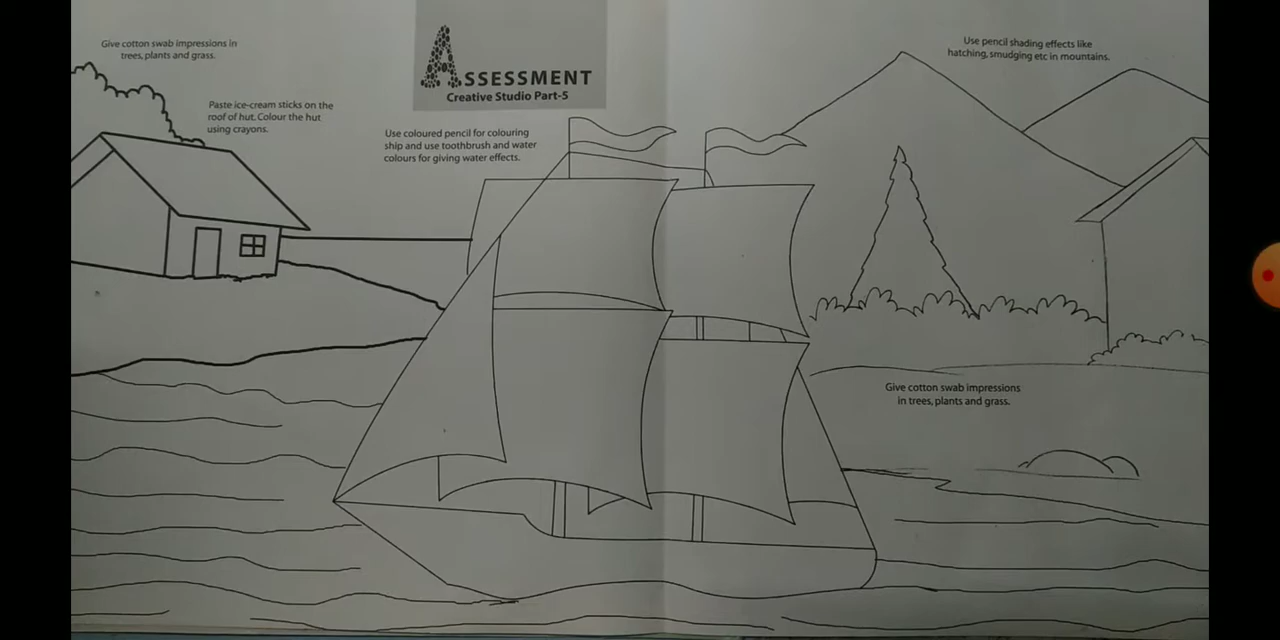 Give cotton swab impressions in
trees, plants and grass.
Paste ice-cream sticks on the
roof of hut. Colour the hut
using crayons.
ASSESSMENT
Creative Studio Part-5
Use coloured pencil for colouring
ship and use toothbrush and water
colours for giving water effects.
Use pencil shading effects like
hatching, smudging etc in mountains.
Give cotton swab impressions
in trees, plants and grass.